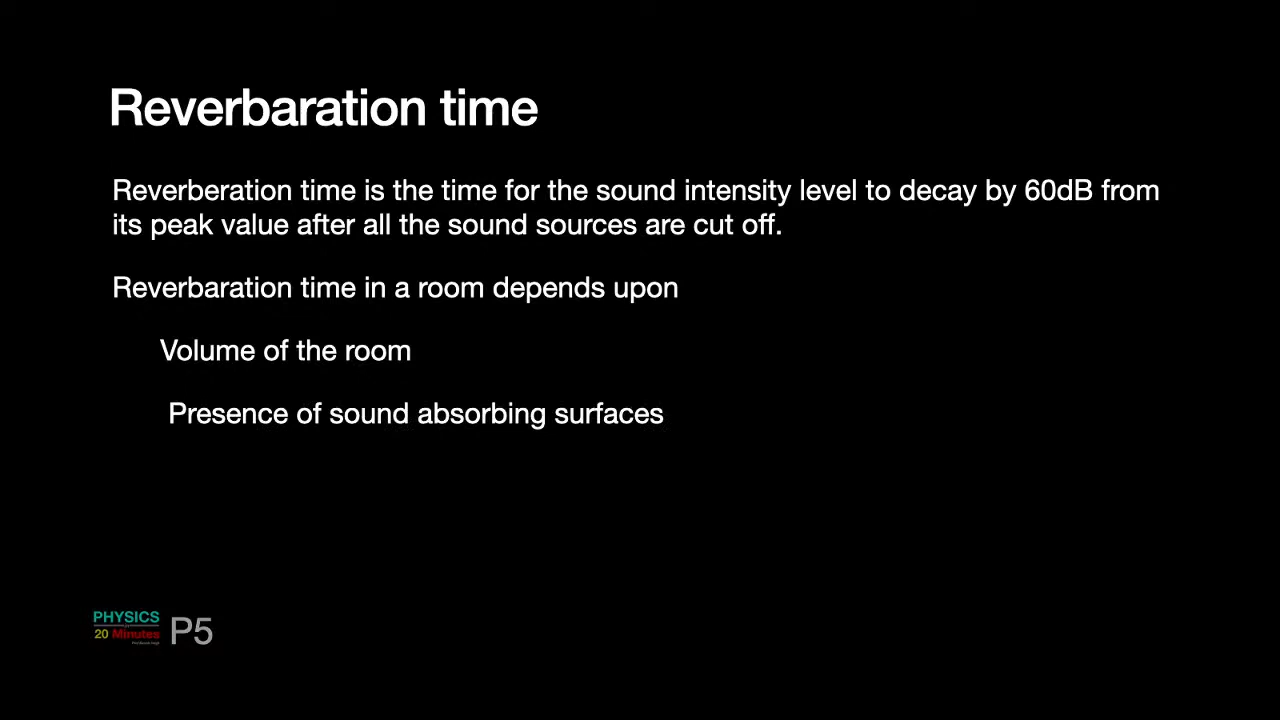 Reverbaration time
Reverberation time is the time for the sound intensity level to decay by 60dB from
its peak value after all the sound sources are cut off.
Reverbaration time in a room depends upon
Volume of the room
Presence of sound absorbing surfaces
PHYSICS
20 Minutes
P5